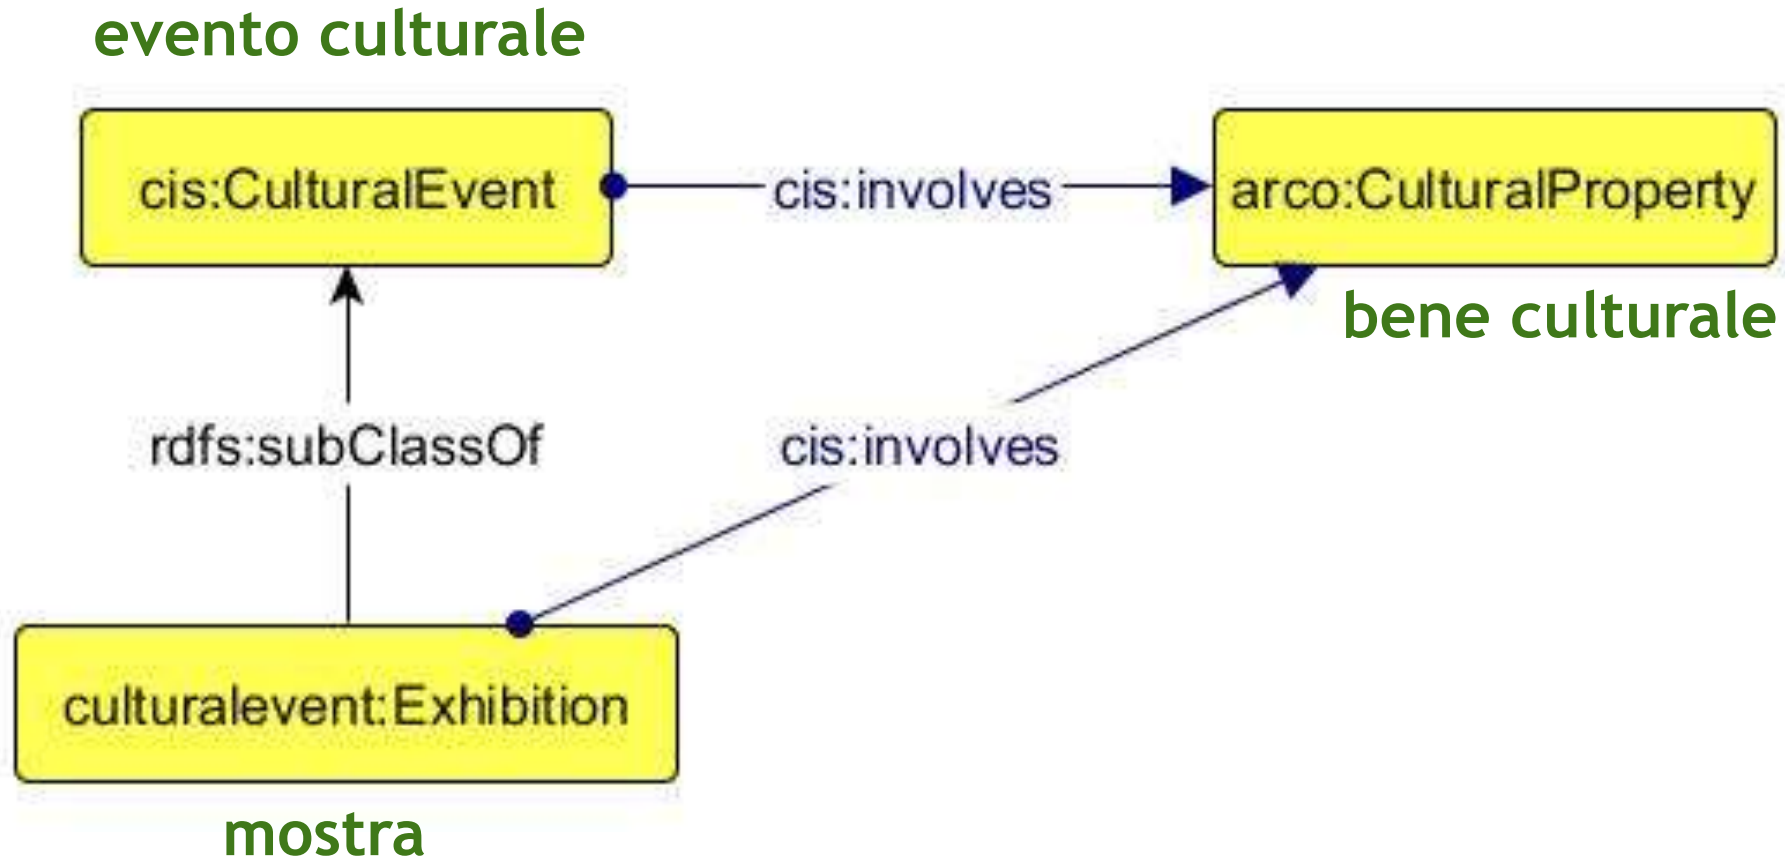 evento culturale
cis:CulturalEvent
cis:involves
arco:CulturalProperty
bene culturale
rdfs:subClassOf
cis:involves
culturalevent:Exhibition
mostra